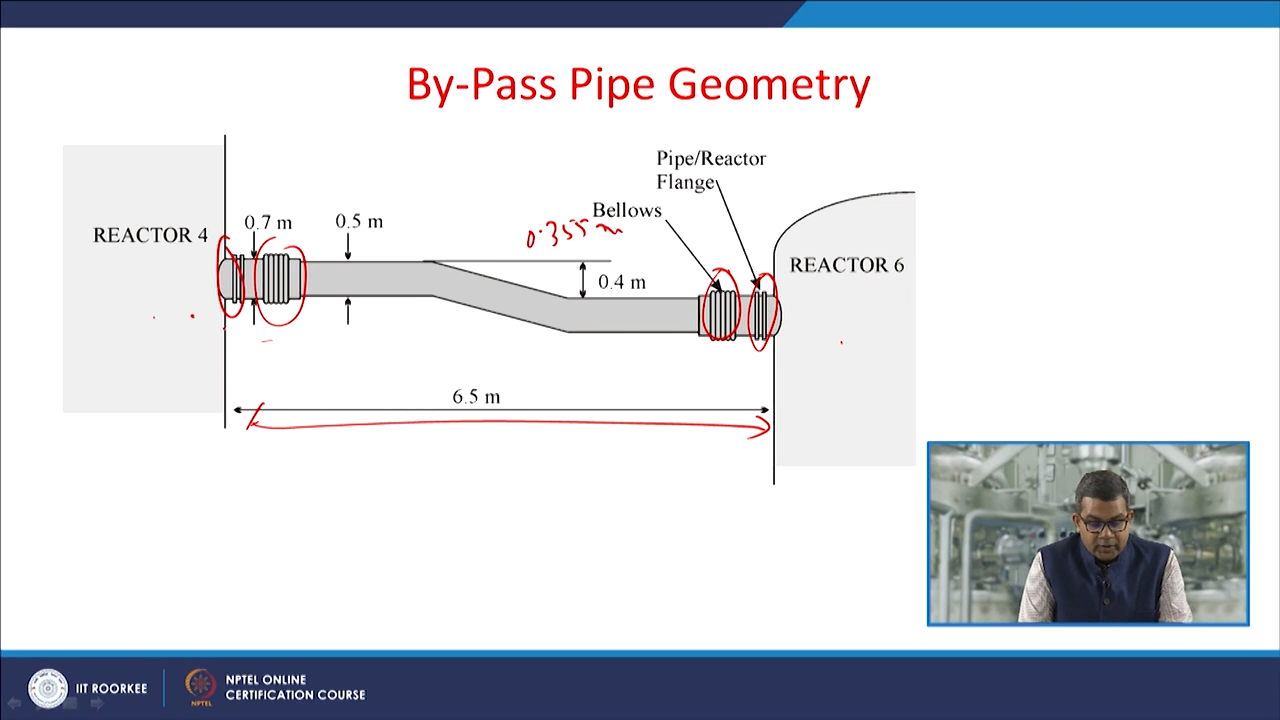 By-Pass Pipe Geometry
Pipe/Reactor
Flange
Bellows
0.355 m
REACTOR 4
0.7 m
0.5 m
0.4 m
REACTOR 6
6.5 m
IIT ROORKEE
NPTEL
NPTEL ONLINE
CERTIFICATION COURSE